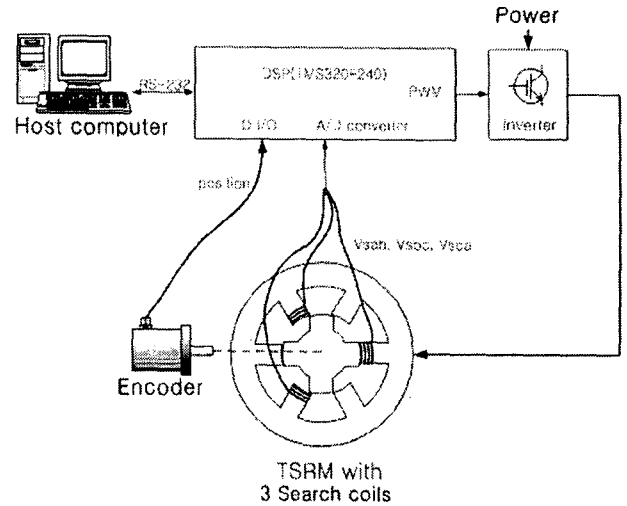 Power
RS-232
DSP(TMS320F240)
PWM
Host computer
D I/O A/D converter
Inverter
position
Vsab, Vsbc, Vsca
Encoder
TSRM with
3 Search coils